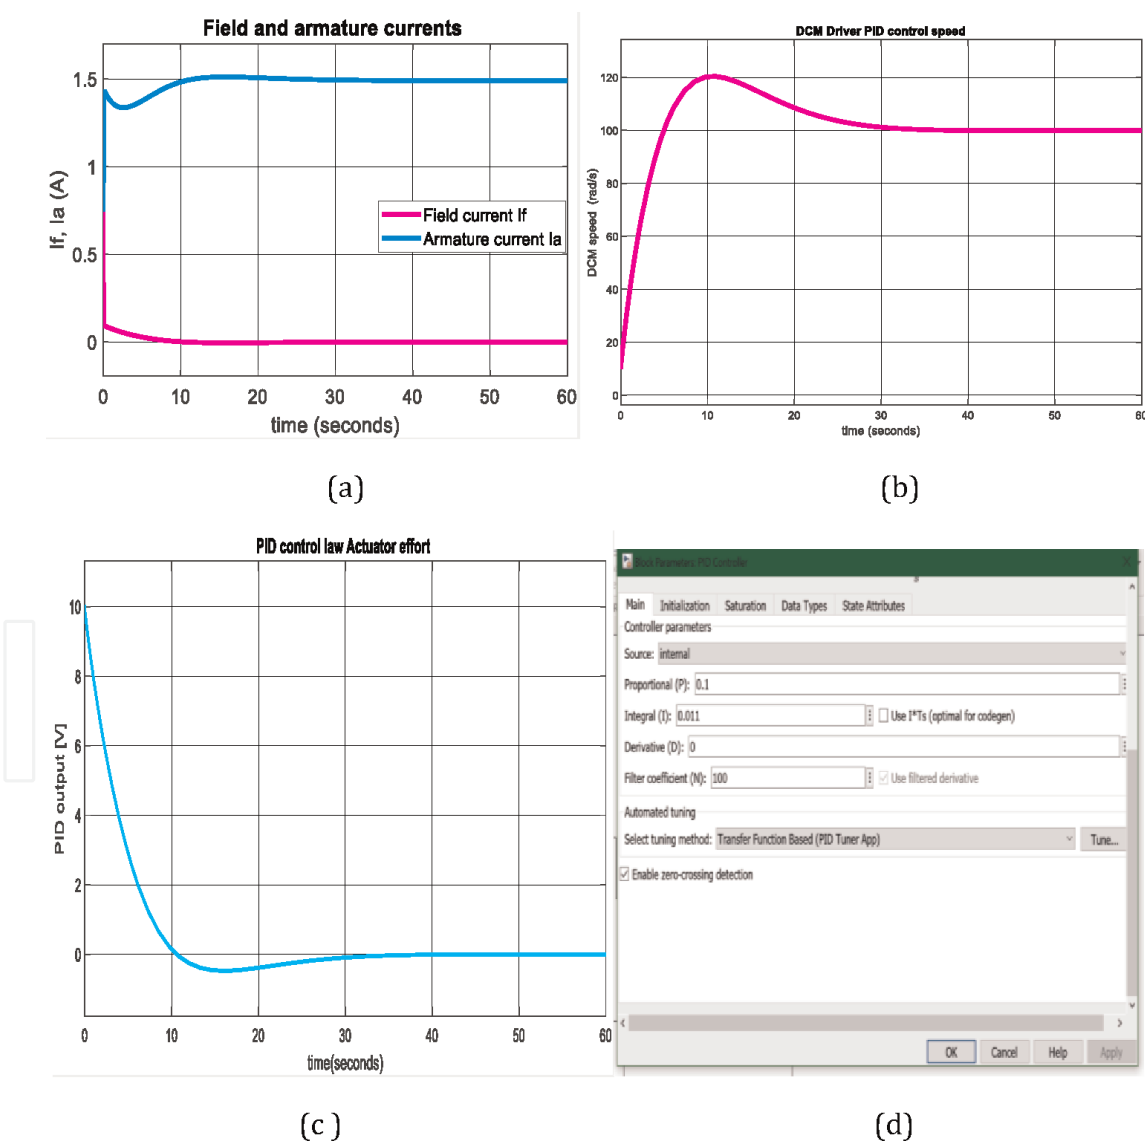 Field and armature currents
If, Ia (A)
1.5
1
0.5
0
Field current If
Armature current Ia
0 10 20 30 40 50 60
time (seconds)
(a)
DCM Driver PID control speed
DCM speed (rad/s)
120
100
80
60
40
20
0
0 10 20 30 40 50 60
time (seconds)
(b)
PID control law Actuator effort
PID output [V]
10
8
6
4
2
0
0 10 20 30 40 50 60
time(seconds)
(c )
Block Parameters: PID Controller
Main Initialization Saturation Data Types State Attributes
Controller parameters
Source: internal
Proportional (P): 0.1
Integral (I): 0.011 Use I*Ts (optimal for codegen)
Derivative (D): 0
Filter coefficient (N): 100 Use filtered derivative
Automated tuning
Select tuning method: Transfer Function Based (PID Tuner App) Tune...
Enable zero-crossing detection
OK Cancel Help Apply
(d)